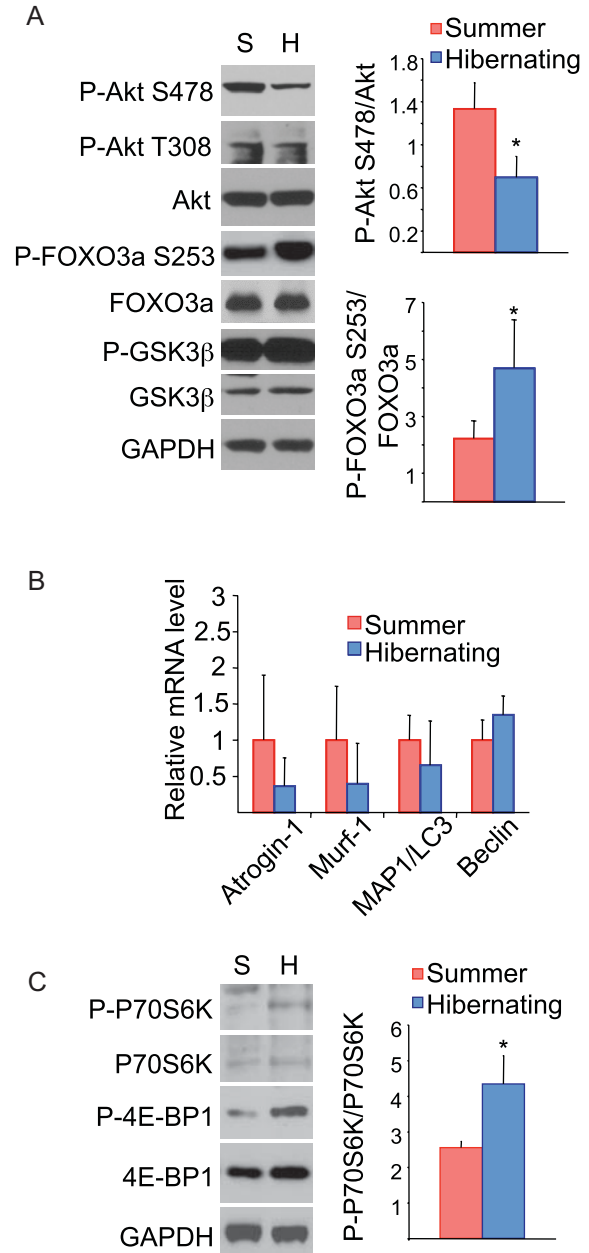 A
S H
P-Akt S478
P-Akt T308
Akt
P-FOXO3a S253
FOXO3a
P-GSK3β
GSK3β
GAPDH
Summer
Hibernating
P-Akt S478/Akt
1.8
1.4
1
0.6
0.2
*
P-FOXO3a S253/
FOXO3a
7
5
3
1
*
B
Relative mRNA level
3
2.5
2
1.5
1
0.5
Summer
Hibernating
Atrogin-1
Murf-1
MAP1/LC3
Beclin
C
S H
P-P70S6K
P70S6K
P-4E-BP1
4E-BP1
GAPDH
Summer
Hibernating
P-P70S6K/P70S6K
6
5
4
3
2
1
*